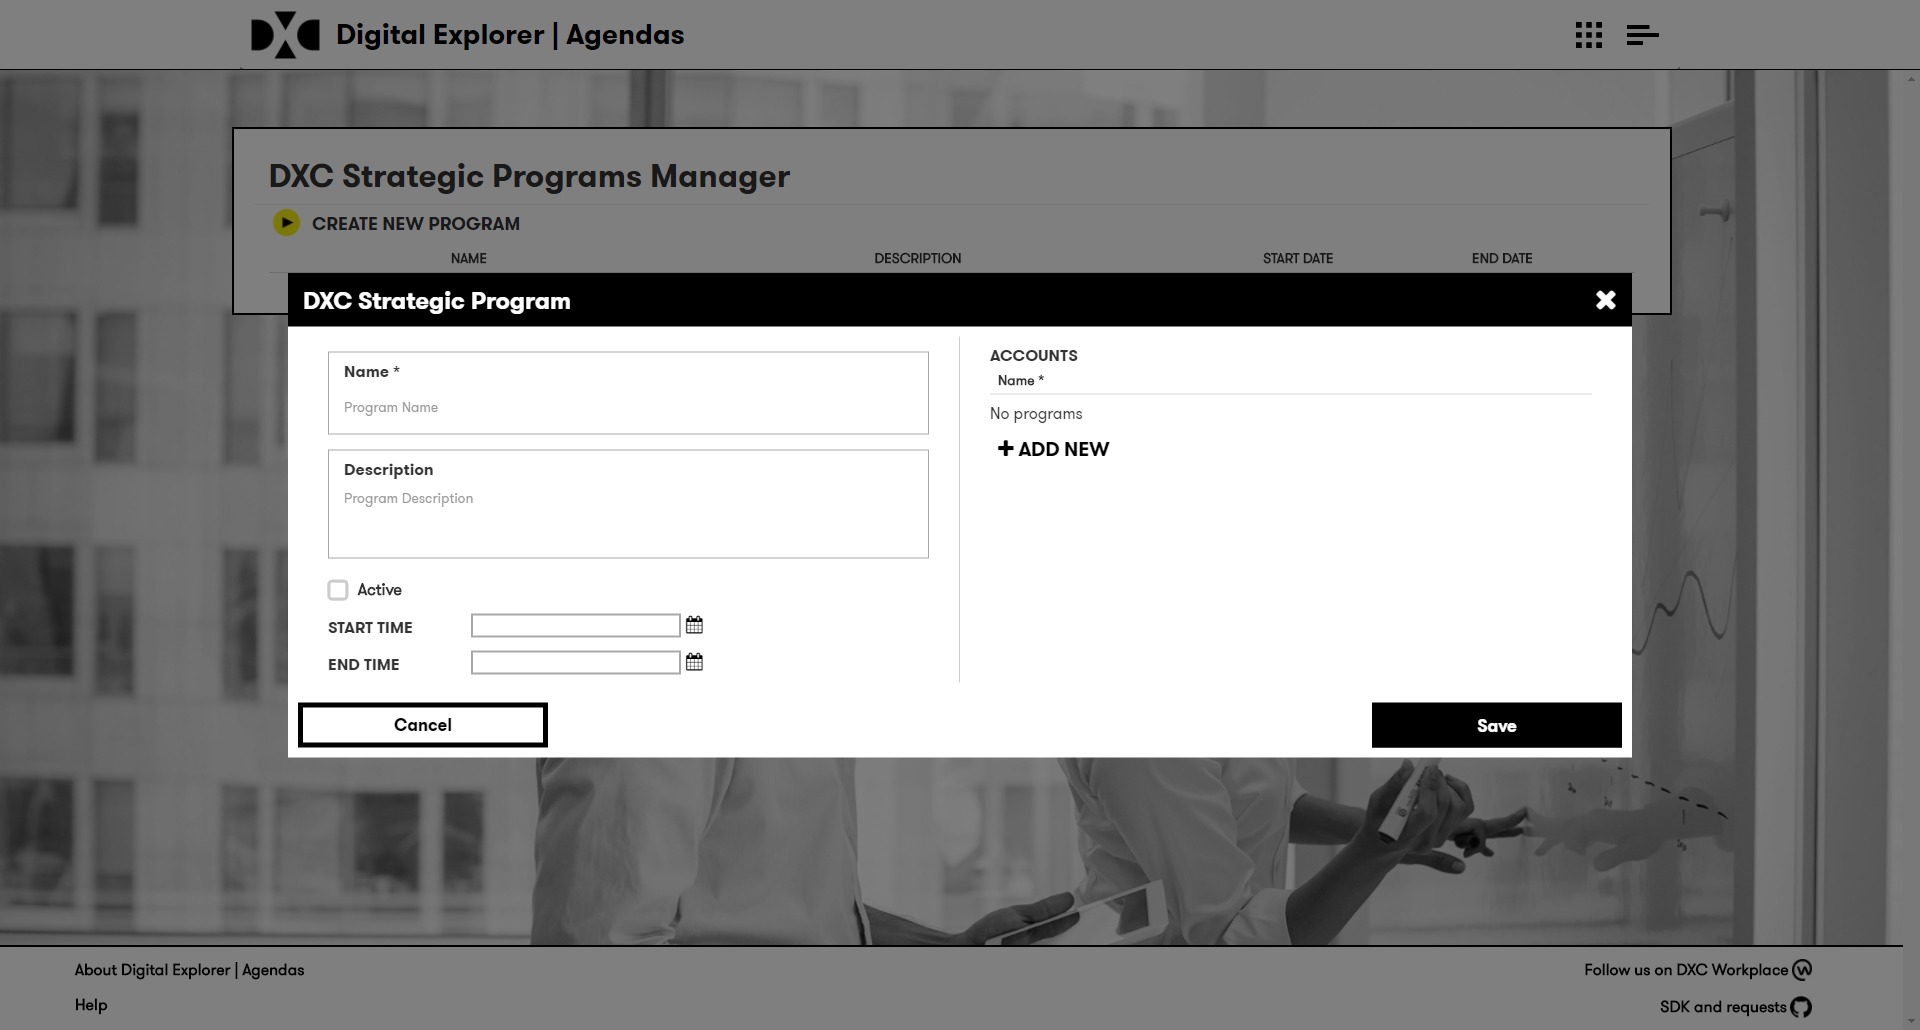 DXC Digital Explorer | Agendas
DXC Strategic Programs Manager
CREATE NEW PROGRAM
NAME DESCRIPTION START DATE END DATE
DXC Strategic Program
Name *
Program Name
Description
Program Description
Active
START TIME
END TIME
ACCOUNTS
Name *
No programs
ADD NEW
Cancel
Save
About Digital Explorer | Agendas
Help
Follow us on DXC Workplace
SDK and requests